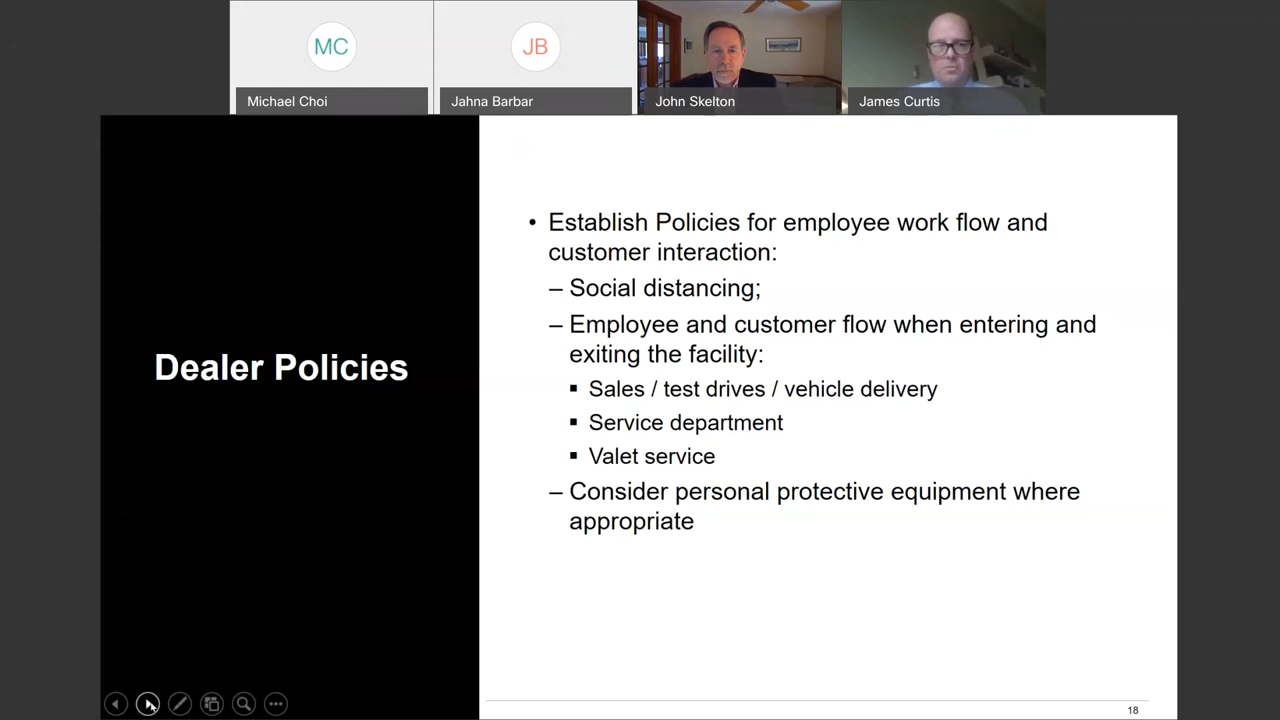 MC
JB
Michael Choi
Jahna Barbar
John Skelton
James Curtis
Dealer Policies
• Establish Policies for employee work flow and
customer interaction:
– Social distancing;
– Employee and customer flow when entering and
exiting the facility:
▪ Sales / test drives / vehicle delivery
▪ Service department
▪ Valet service
– Consider personal protective equipment where
appropriate
18